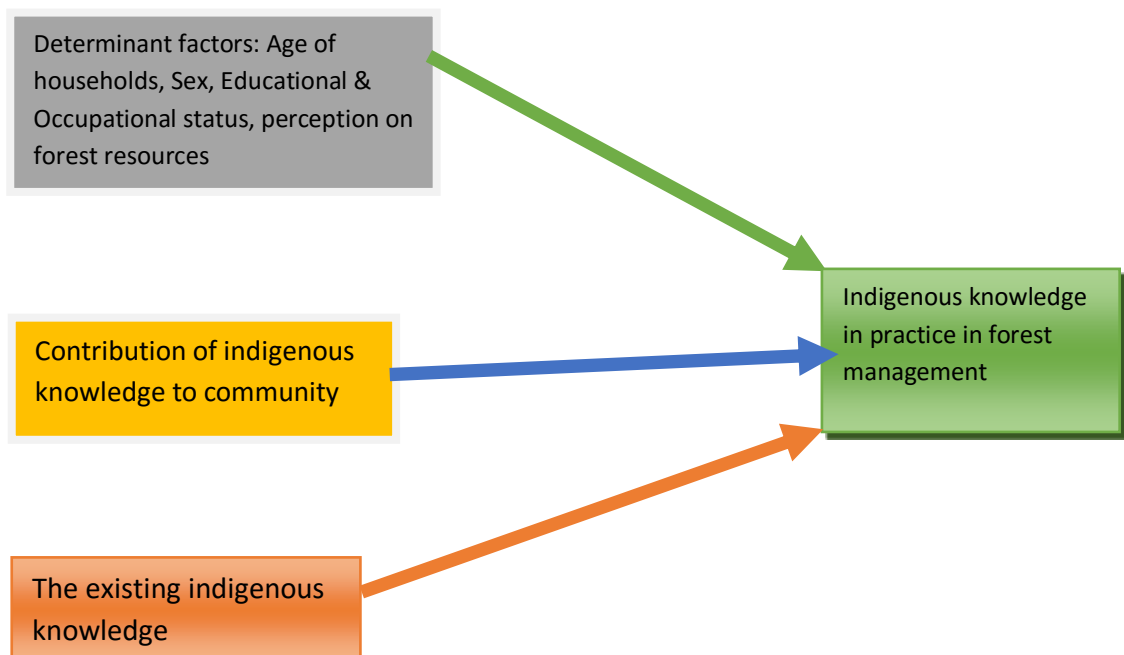 Determinant factors: Age of
households, Sex, Educational &
Occupational status, perception on
forest resources
Contribution of indigenous
knowledge to community
The existing indigenous
knowledge
Indigenous knowledge
in practice in forest
management